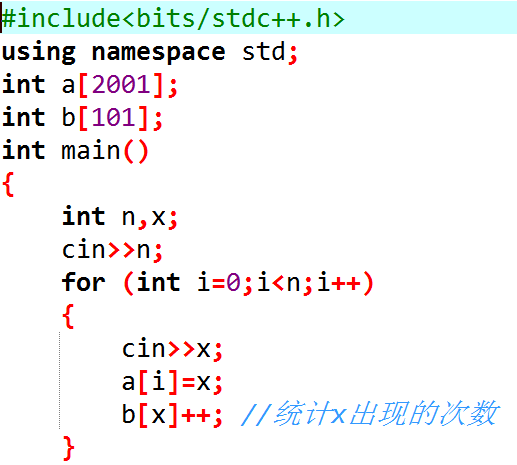 #include<bits/stdc++.h>
using namespace std;
int a[2001];
int b[101];
int main()
{
    int n,x;
    cin>>n;
    for (int i=0;i<n;i++)
    {
        cin>>x;
        a[i]=x;
        b[x]++; //统计x出现的次数
    }